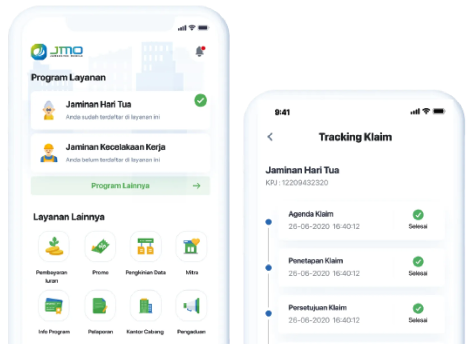 JMO
Program Layanan
Jaminan Hari Tua
Anda sudah terdaftar di layanan ini
Jaminan Kecelakaan Kerja
Anda belum terdaftar di layanan ini
Program Lainnya →
Layanan Lainnya
Pembayaran Iuran
Promo
Pengkinian Data
Mitra
Info Program
Pelaporan
Kantor Cabang
Pengaduan
9:41
Tracking Klaim
Jaminan Hari Tua
KPJ : 12209432320
Agenda Klaim
26-06-2020 16:40:12
Selesai
Penetapan Klaim
26-06-2020 16:40:12
Selesai
Persetujuan Klaim
26-06-2020 16:40:12
Selesai